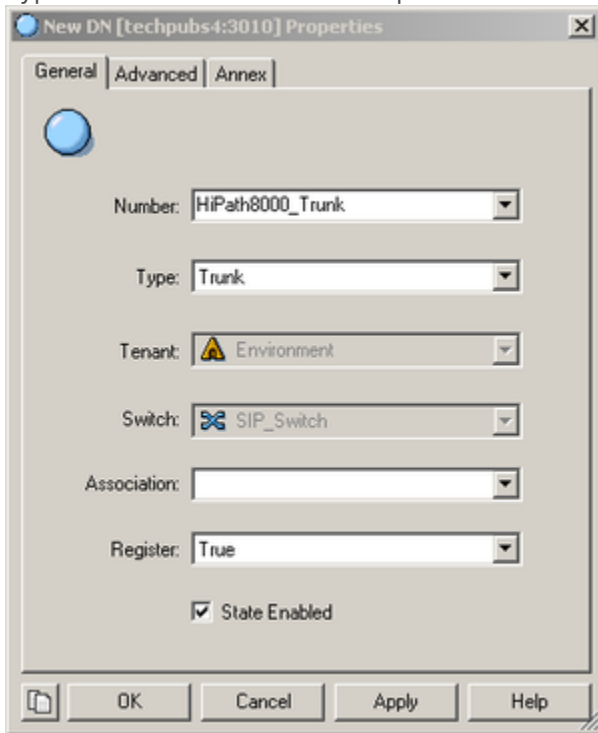 New DN [techpubs4:3010] Properties
General Advanced Annex
Number: HiPath8000_Trunk
Type: Trunk
Tenant: Environment
Switch: SIP_Switch
Association:
Register: True
State Enabled
OK Cancel Apply Help